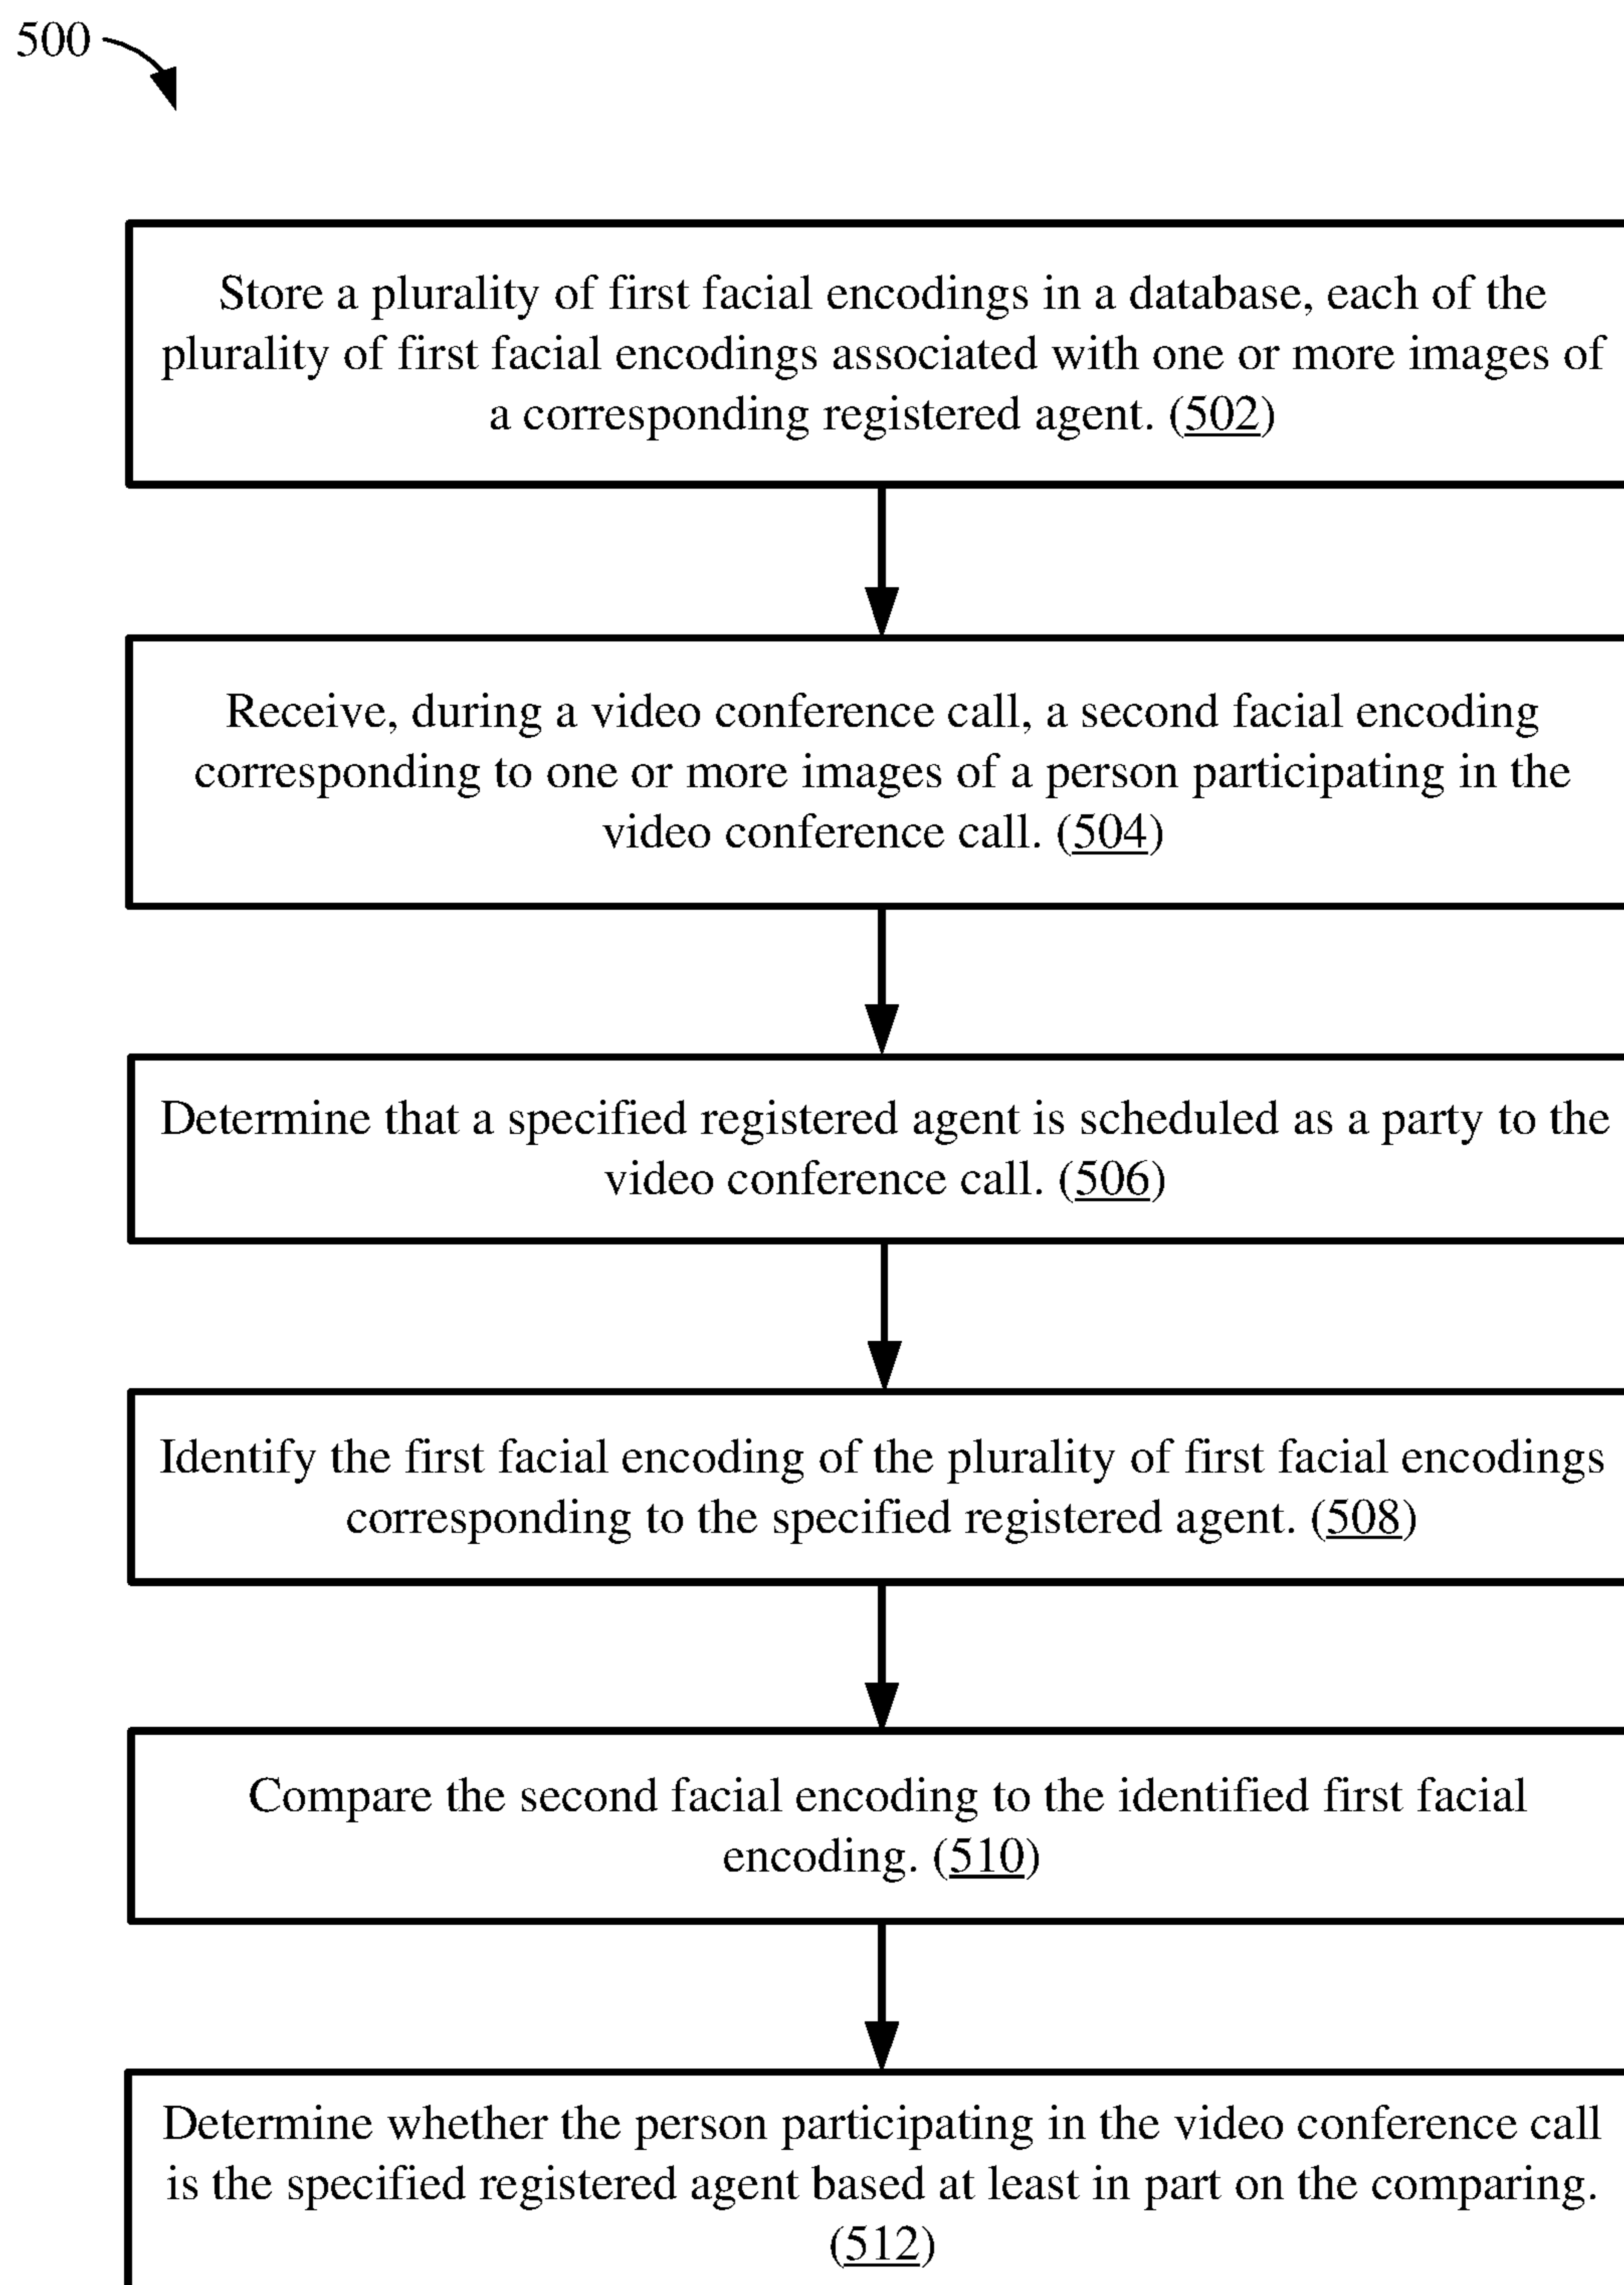 500
Store a plurality of first facial encodings in a database, each of the
plurality of first facial encodings associated with one or more images of
a corresponding registered agent. (502)
Receive, during a video conference call, a second facial encoding
corresponding to one or more images of a person participating in the
video conference call. (504)
Determine that a specified registered agent is scheduled as a party to the
video conference call. (506)
Identify the first facial encoding of the plurality of first facial encodings
corresponding to the specified registered agent. (508)
Compare the second facial encoding to the identified first facial
encoding. (510)
Determine whether the person participating in the video conference call
is the specified registered agent based at least in part on the comparing.
(512)